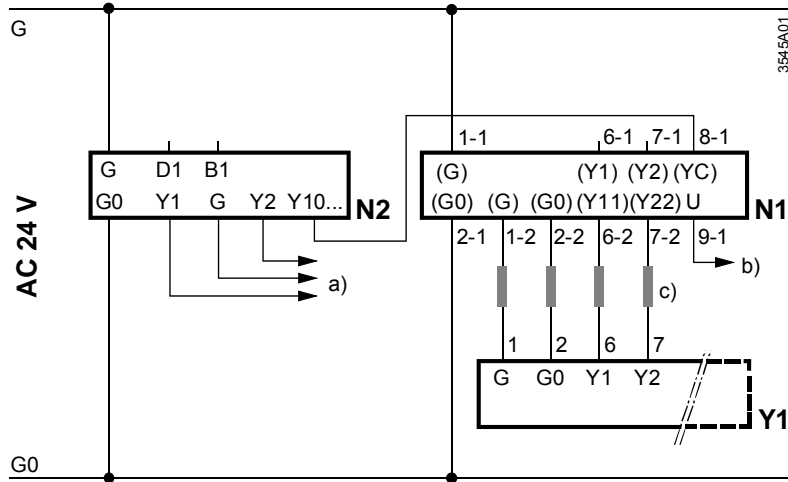 G
3545A01
1-1 6-1 7-1 8-1
G D1 B1
(G) (Y1) (Y2) (YC)
G0 Y1 G Y2 Y10... N2
(G0) (G) (G0) (Y11) (Y22) U N1
AC 24 V
2-1 1-2 2-2 6-2 7-2 9-1
a)
b)
c)
1 2 6 7
G G0 Y1 Y2
Y1
G0